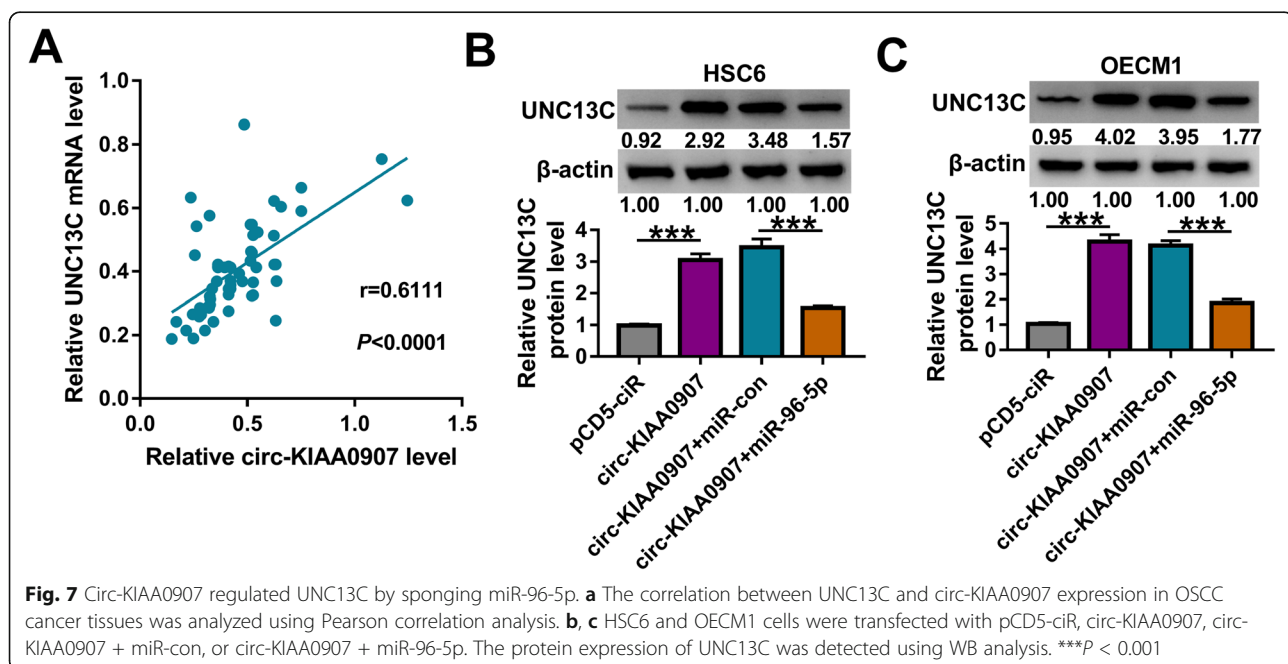 A
Relative UNC13C mRNA level
1.0
0.8
0.6
0.4
0.2
0.0
r=0.6111
P<0.0001
0.0 0.5 1.0 1.5
Relative circ-KIAA0907 level
B
HSC6
UNC13C
0.92 2.92 3.48 1.57
β-actin
1.00 1.00 1.00 1.00
Relative UNC13C
protein level
*** ***
4
3
2
1
0
pCD5-ciR
circ-KIAA0907
circ-KIAA0907+miR-con
circ-KIAA0907+miR-96-5p
C
OECM1
UNC13C
0.95 4.02 3.95 1.77
β-actin
1.00 1.00 1.00 1.00
Relative UNC13C
protein level
*** ***
5
4
3
2
1
0
pCD5-ciR
circ-KIAA0907
circ-KIAA0907+miR-con
circ-KIAA0907+miR-96-5p
Fig. 7 Circ-KIAA0907 regulated UNC13C by sponging miR-96-5p. a The correlation between UNC13C and circ-KIAA0907 expression in OSCC
cancer tissues was analyzed using Pearson correlation analysis. b, c HSC6 and OECM1 cells were transfected with pCD5-ciR, circ-KIAA0907, circ-
KIAA0907 + miR-con, or circ-KIAA0907 + miR-96-5p. The protein expression of UNC13C was detected using WB analysis. ***P < 0.001